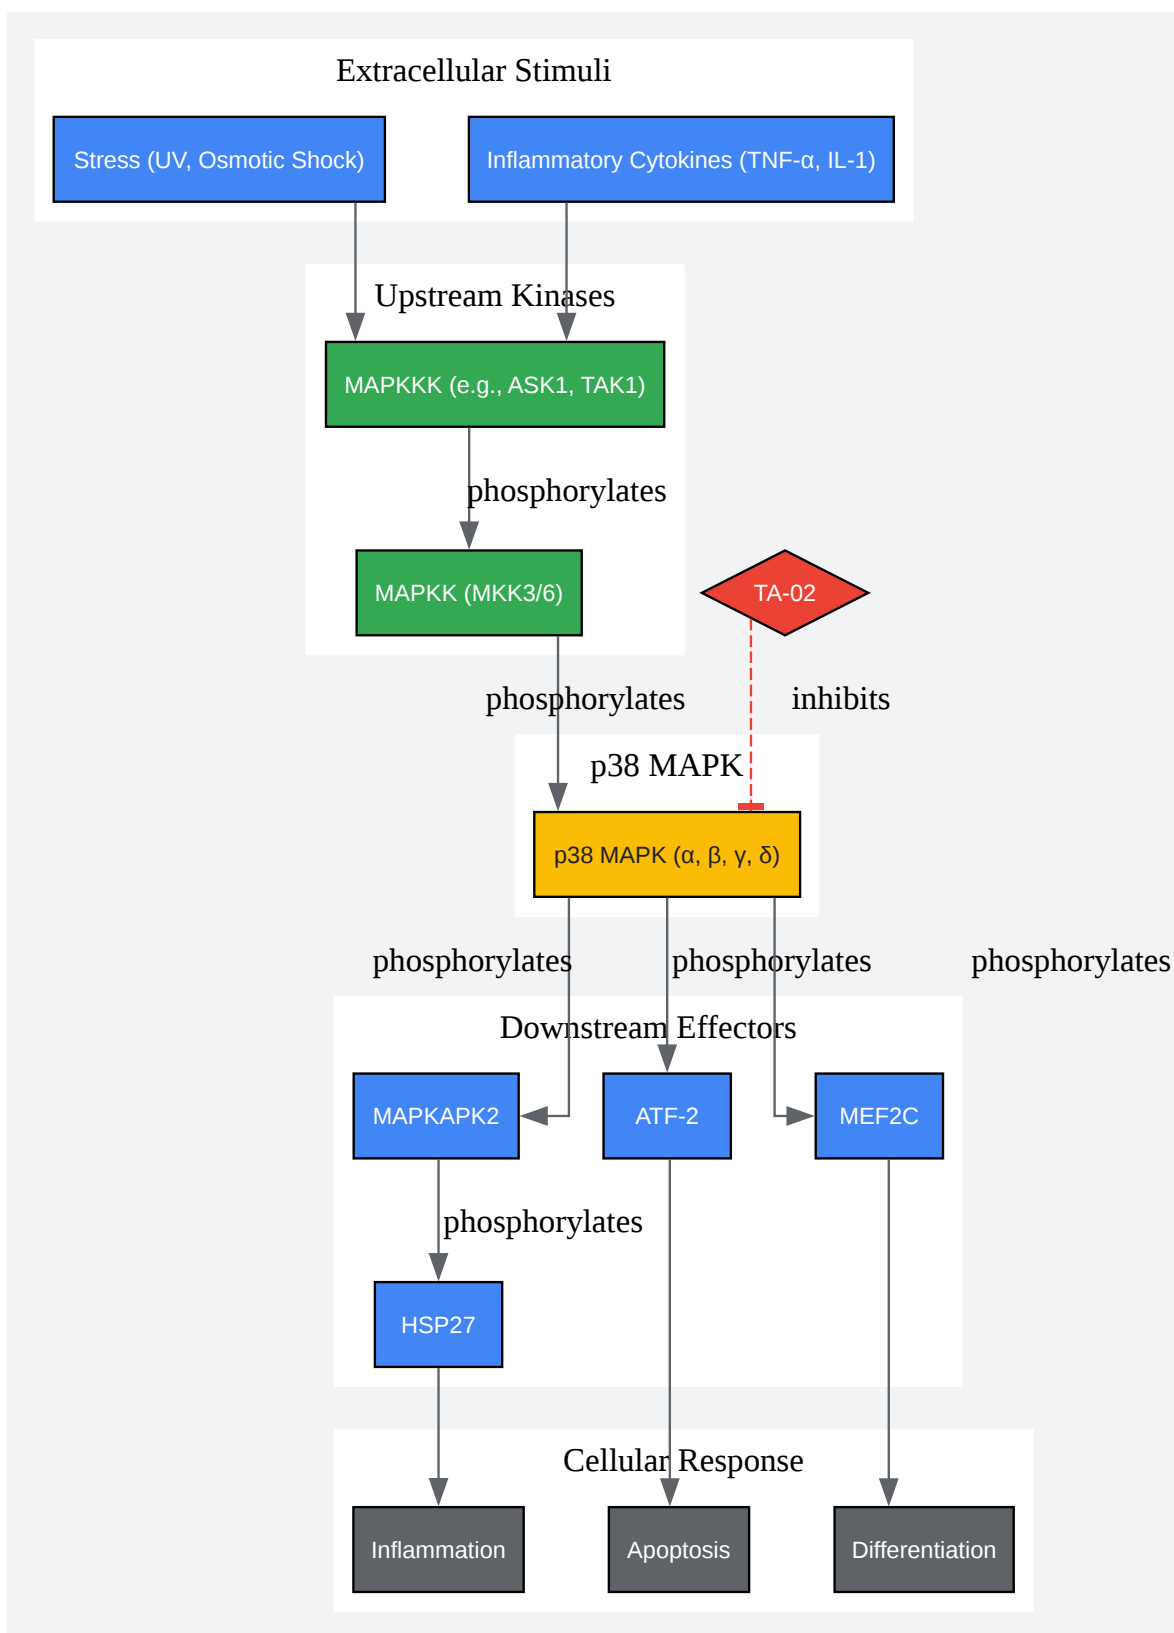 Extracellular Stimuli
Stress (UV, Osmotic Shock)
Inflammatory Cytokines (TNF-α, IL-1)
Upstream Kinases
MAPKKK (e.g., ASK1, TAK1)
phosphorylates
MAPKK (MKK3/6)
TA-02
phosphorylates
inhibits
p38 MAPK
p38 MAPK (α, β, γ, δ)
phosphorylates
phosphorylates
phosphorylates
Downstream Effectors
MAPKAPK2
ATF-2
MEF2C
phosphorylates
HSP27
Cellular Response
Inflammation
Apoptosis
Differentiation